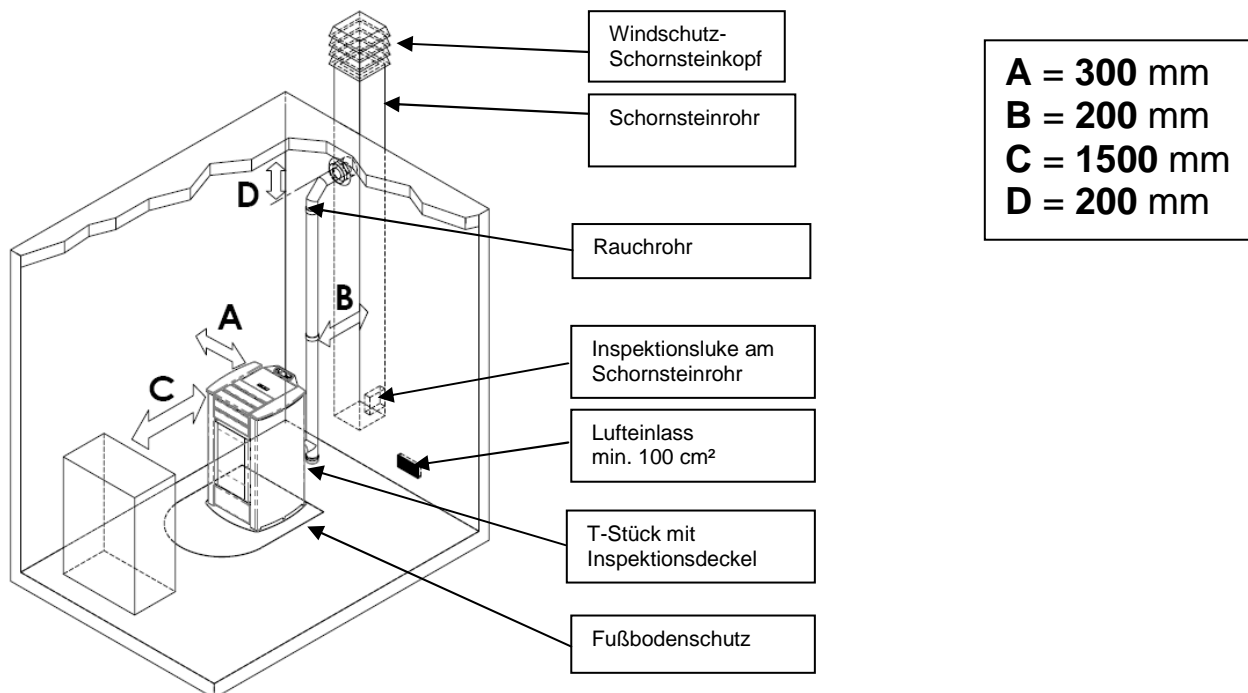 Windschutz-
Schornsteinkopf
Schornsteinrohr
A = 300 mm
B = 200 mm
C = 1500 mm
D = 200 mm
D
Rauchrohr
B
A
Inspektionsluke am
Schornsteinrohr
C
Lufteinlass
min. 100 cm²
T-Stück mit
Inspektionsdeckel
Fußbodenschutz